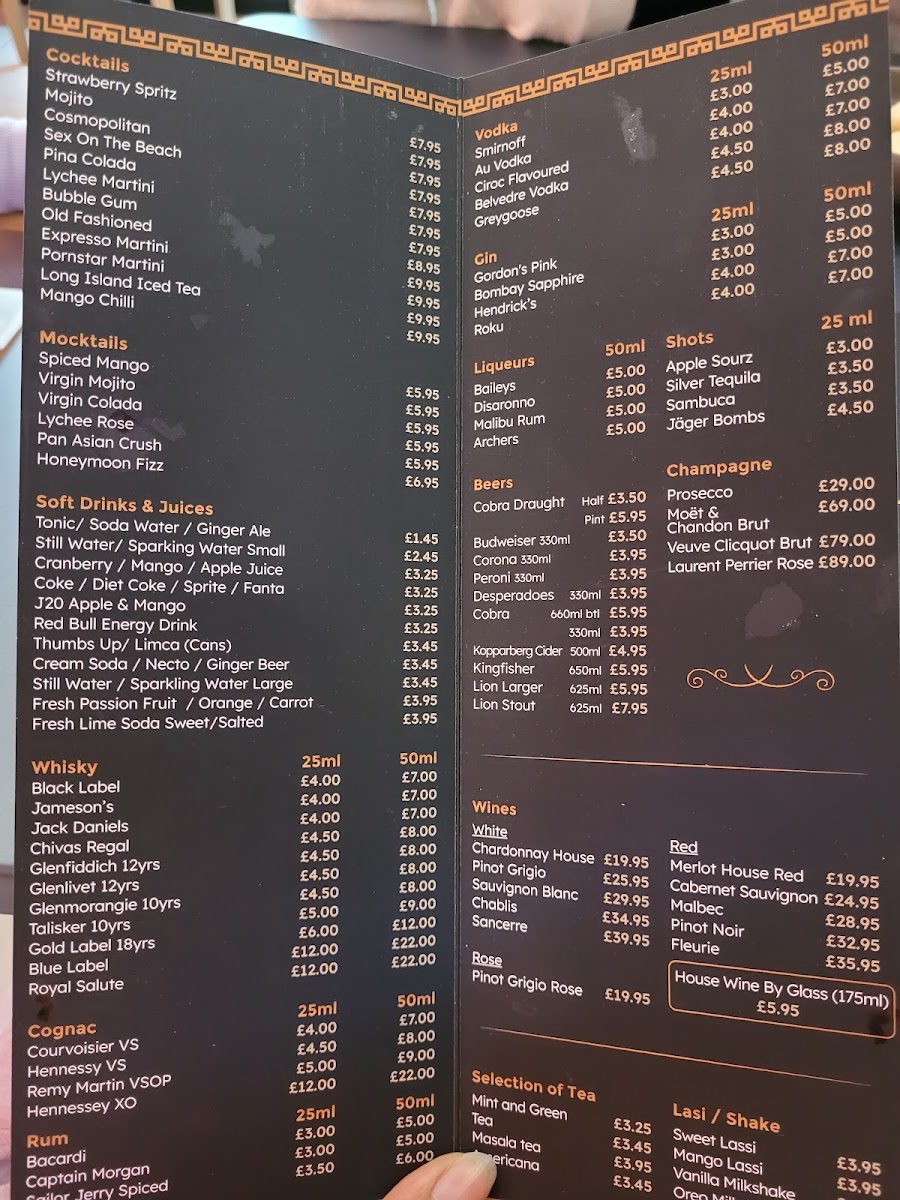 Cocktails
Strawberry Spritz £7.95
Mojito £7.95
Cosmopolitan £7.95
Sex On The Beach £7.95
Pina Colada £7.95
Lychee Martini £7.95
Bubble Gum £7.95
Old Fashioned £8.95
Expresso Martini £9.95
Pornstar Martini £9.95
Long Island Iced Tea £9.95
Mango Chilli £9.95
Mocktails
Spiced Mango £5.95
Virgin Mojito £5.95
Virgin Colada £5.95
Lychee Rose £5.95
Pan Asian Crush £5.95
Honeymoon Fizz £6.95
Soft Drinks & Juices
Tonic/ Soda Water / Ginger Ale £1.45
Still Water/ Sparking Water Small £2.45
Cranberry / Mango / Apple Juice £3.25
Coke / Diet Coke / Sprite / Fanta £3.25
J20 Apple & Mango £3.25
Red Bull Energy Drink £3.25
Thumbs Up/ Limca (Cans) £3.45
Cream Soda / Necto / Ginger Beer £3.45
Still Water / Sparkling Water Large £3.45
Fresh Passion Fruit / Orange / Carrot £3.95
Fresh Lime Soda Sweet/Salted £3.95
Whisky 25ml 50ml
Black Label £4.00 £7.00
Jameson's £4.00 £7.00
Jack Daniels £4.00 £7.00
Chivas Regal £4.50 £8.00
Glenfiddich 12yrs £4.50 £8.00
Glenlivet 12yrs £4.50 £8.00
Glenmorangie 10yrs £4.50 £8.00
Talisker 10yrs £5.00 £9.00
Gold Label 18yrs £6.00 £12.00
Blue Label £12.00 £22.00
Royal Salute £12.00 £22.00
Cognac 25ml 50ml
Courvoisier VS £4.00 £7.00
Hennessy VS £4.50 £8.00
Remy Martin VSOP £5.00 £9.00
Hennessey XO £12.00 £22.00
Rum 25ml 50ml
Bacardi £3.00 £5.00
Captain Morgan £3.00 £5.00
Sailor Jerry Spiced £3.50 £6.00
Vodka 25ml 50ml
Smirnoff £3.00 £5.00
Au Vodka £4.00 £7.00
Ciroc Flavoured £4.00 £7.00
Belvedre Vodka £4.50 £8.00
Greygoose £4.50 £8.00
Gin 25ml 50ml
Gordon's Pink £3.00 £5.00
Bombay Sapphire £3.00 £5.00
Hendrick's £4.00 £7.00
Roku £4.00 £7.00
Liqueurs 50ml
Baileys £5.00
Disaronno £5.00
Malibu Rum £5.00
Archers £5.00
Shots 25 ml
Apple Sourz £3.00
Silver Tequila £3.50
Sambuca £3.50
Jäger Bombs £4.50
Beers
Cobra Draught Half £3.50
Pint £5.95
Budweiser 330ml £3.50
Corona 330ml £3.95
Peroni 330ml £3.95
Desperadoes 330ml £3.95
Cobra 660ml btl £5.95
330ml £3.95
Kopparberg Cider 500ml £4.95
Kingfisher 650ml £5.95
Lion Larger 625ml £5.95
Lion Stout 625ml £7.95
Champagne
Prosecco £29.00
Moët &
Chandon Brut £69.00
Veuve Clicquot Brut £79.00
Laurent Perrier Rose £89.00
Wines
White
Chardonnay House £19.95
Pinot Grigio £25.95
Sauvignon Blanc £29.95
Chablis £34.95
Sancerre £39.95
Rose
Pinot Grigio Rose £19.95
Red
Merlot House Red £19.95
Cabernet Sauvignon £24.95
Malbec £28.95
Pinot Noir £32.95
Fleurie £35.95
House Wine By Glass (175ml)
£5.95
Selection of Tea
Mint and Green
Tea £3.25
Masala tea £3.45
£3.95
£3.45
Lasi / Shake
Sweet Lassi £3.95
Mango Lassi £3.95
Vanilla Milkshake
Oreo